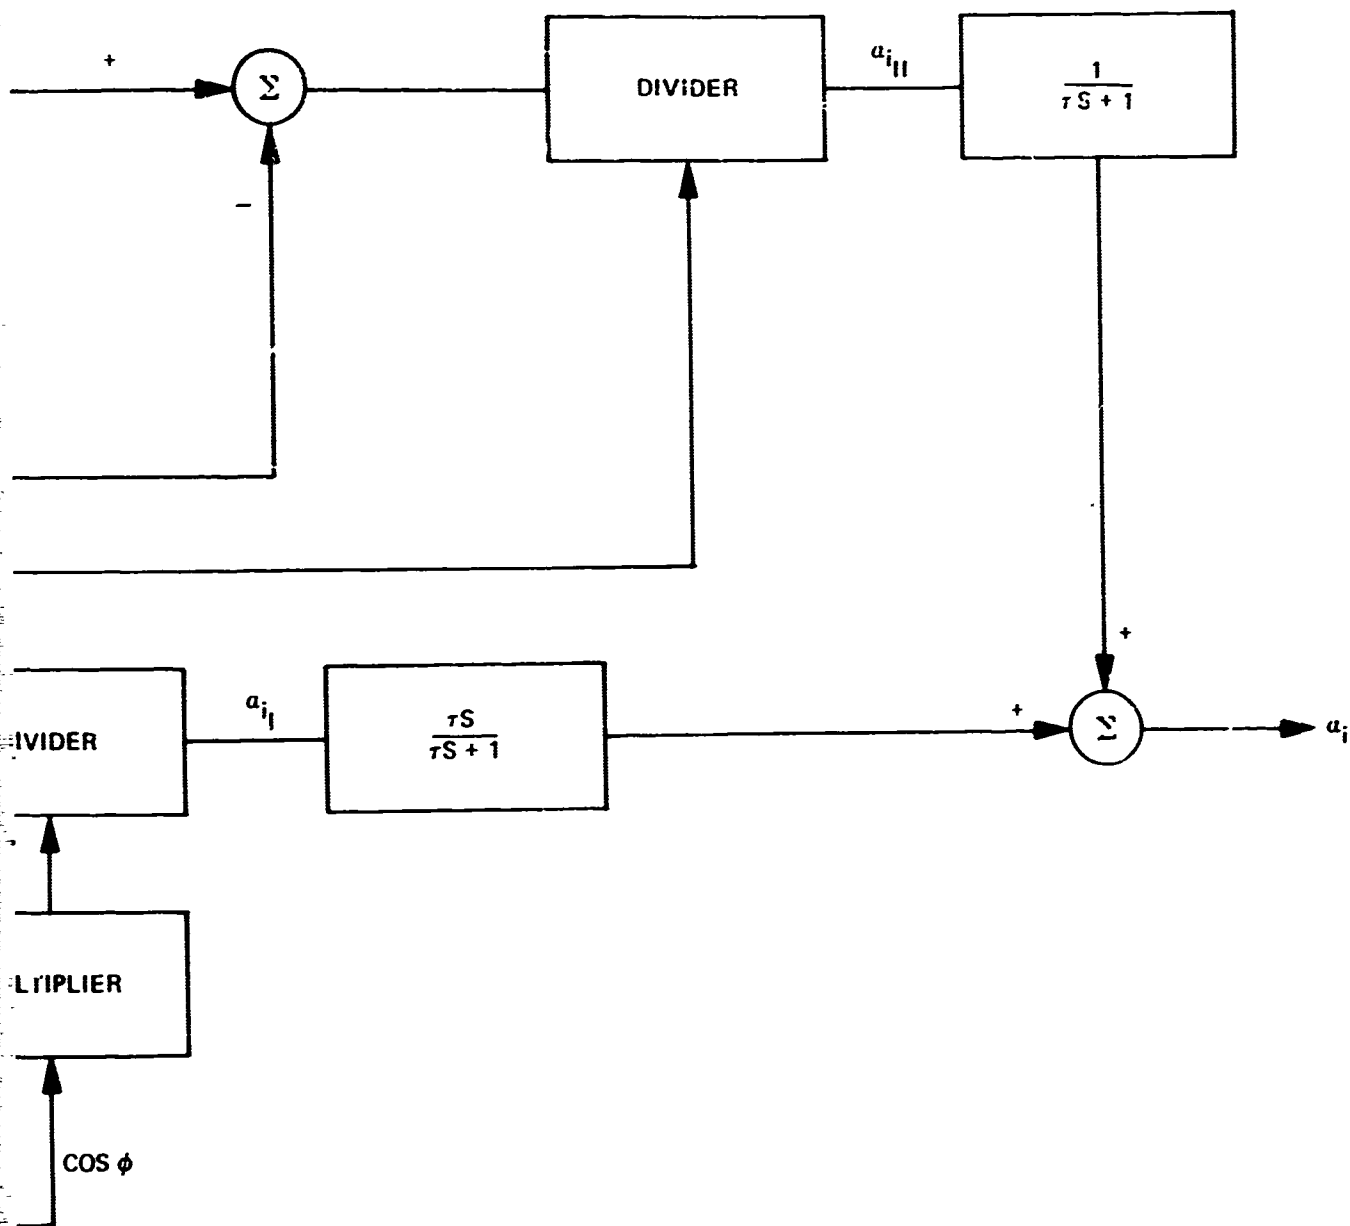 +
Σ
DIVIDER
a_{i_{II}}
1
τS + 1
−
+
IVIDER
a_{i_I}
τS
τS + 1
+
Σ
a_i
LTIPLIER
COS φ